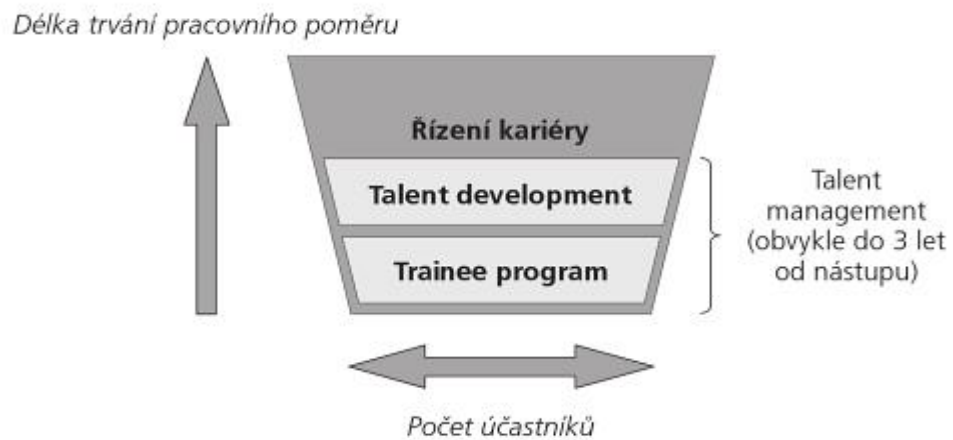 Délka trvání pracovního poměru
Řízení kariéry
Talent development
Trainee program
Talent
management
(obvykle do 3 let
od nástupu)
Počet účastníků